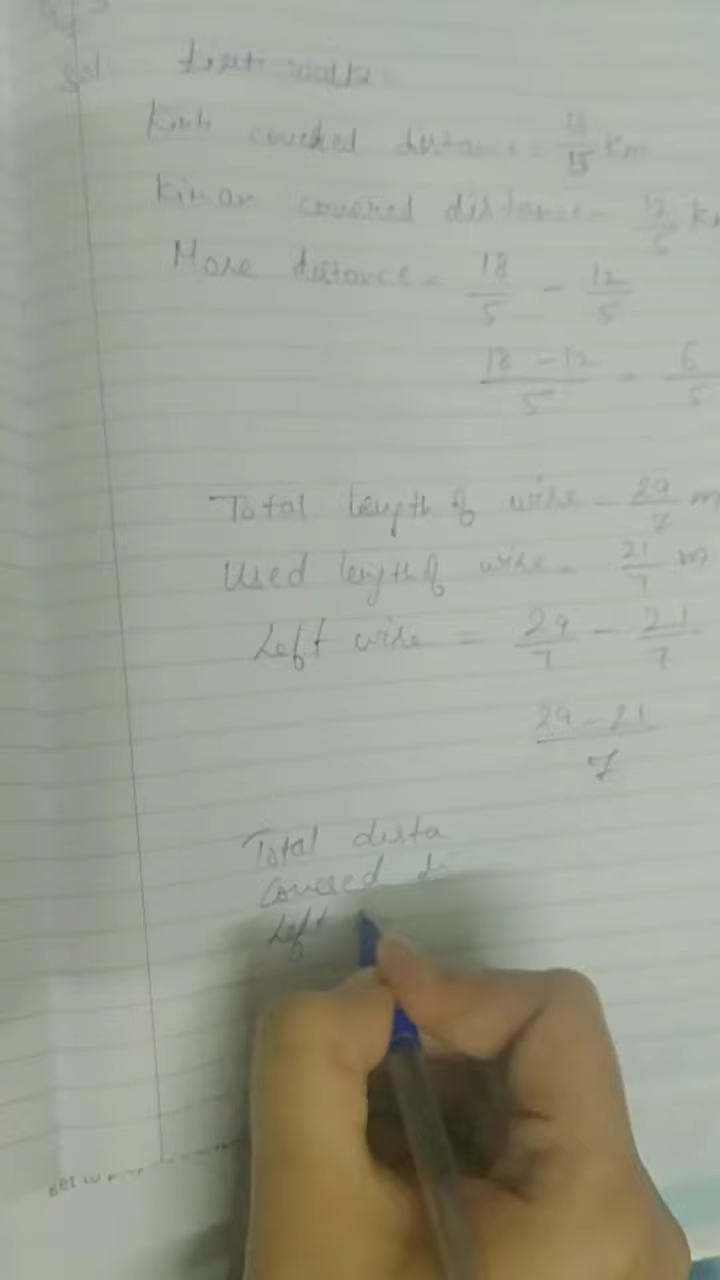 Sol
covered distance = 18/5 Km
Kiran covered distance = 12/5 K
More distance = 18/5 - 12/5
18 - 12/5 = 6/5
Total length of wire = 29/7 m
Used length of wire = 21/7 m
Left wire = 29/7 - 21/7
29 - 21/7
Total dista
Covered di
Left